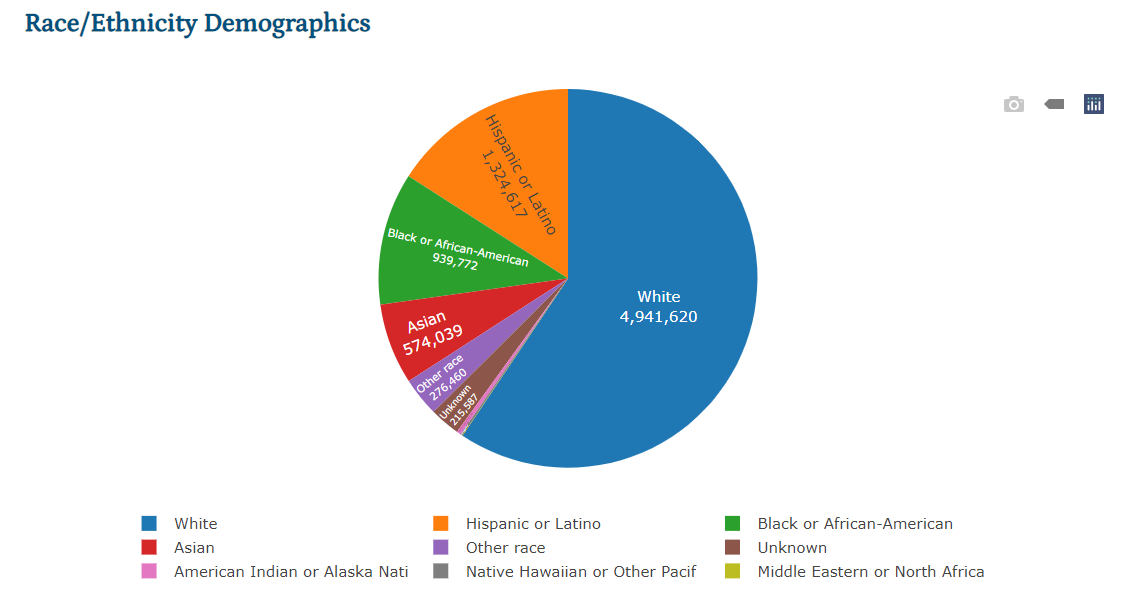 Race/Ethnicity Demographics
Hispanic or Latino
1,324,617
Black or African-American
939,772
White
4,941,620
Asian
574,039
Other race
276,460
Unknown
215,587
White
Hispanic or Latino
Black or African-American
Asian
Other race
Unknown
American Indian or Alaska Nati
Native Hawaiian or Other Pacif
Middle Eastern or North Africa